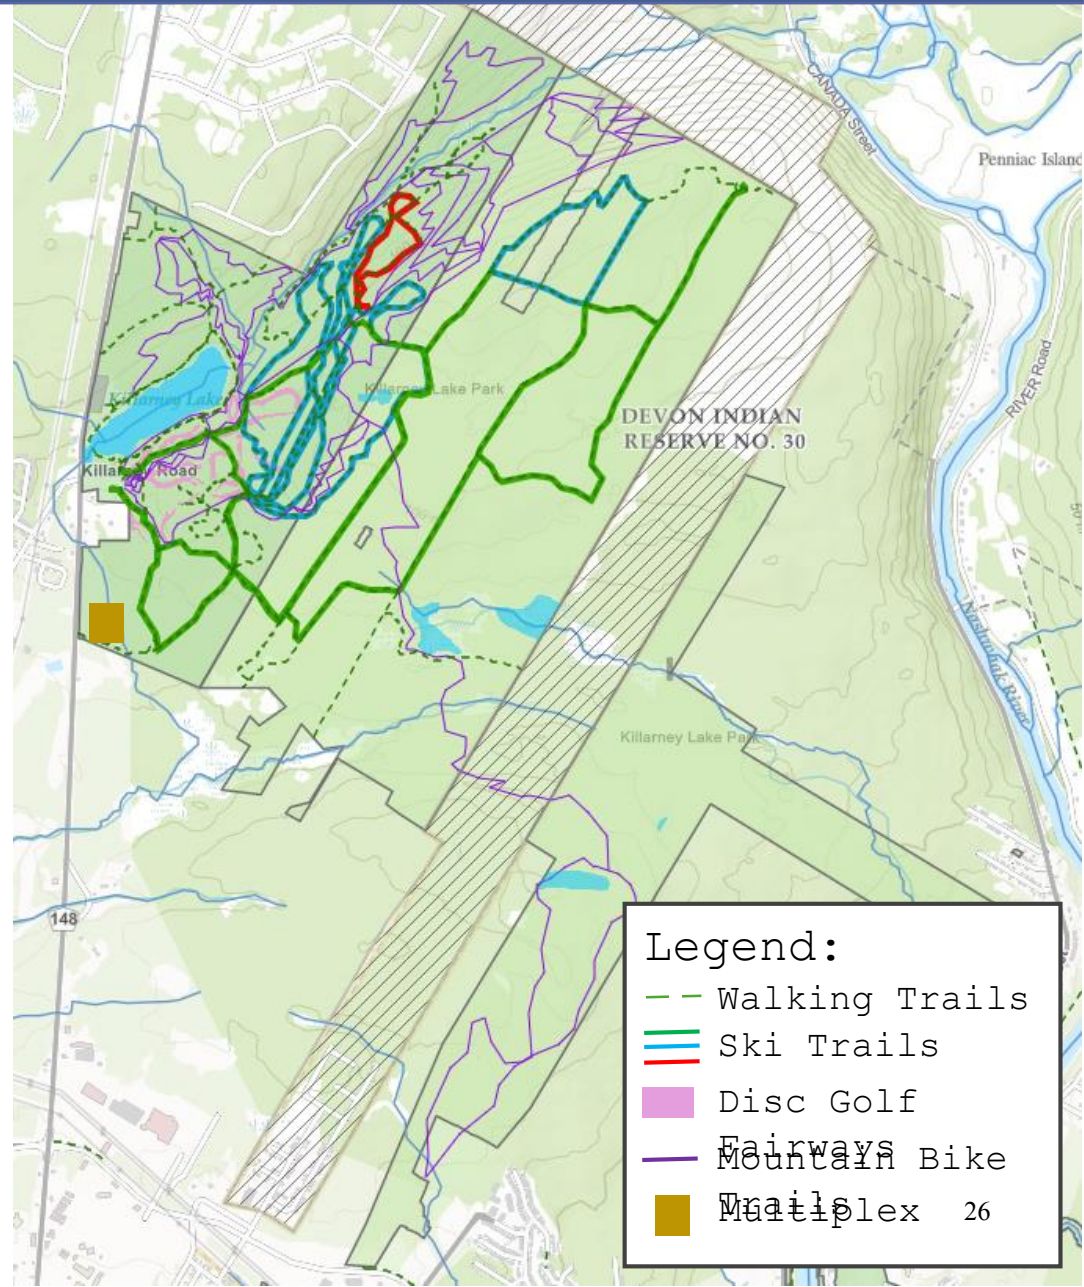 CANADA Street
Penniac Island
Killarney Lake Park
Killarney Lake
DEVON INDIAN
RESERVE NO. 30
RIVER Road
Killarney Road
Nashwaak River
Killarney Lake Park
148
Legend:
Walking Trails
Ski Trails
Disc Golf
Fairways
Mountain Bike
Trails
Multiplex
26